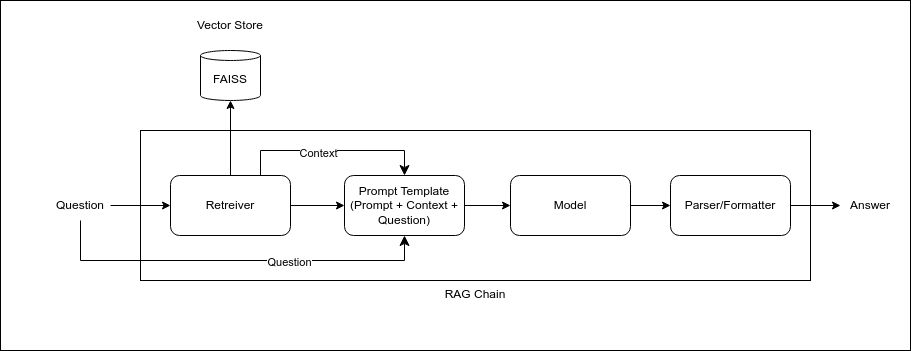 Vector Store
FAISS
Context
Question
Retreiver
Prompt Template
(Prompt + Context +
Question)
Model
Parser/Formatter
Answer
Question
RAG Chain